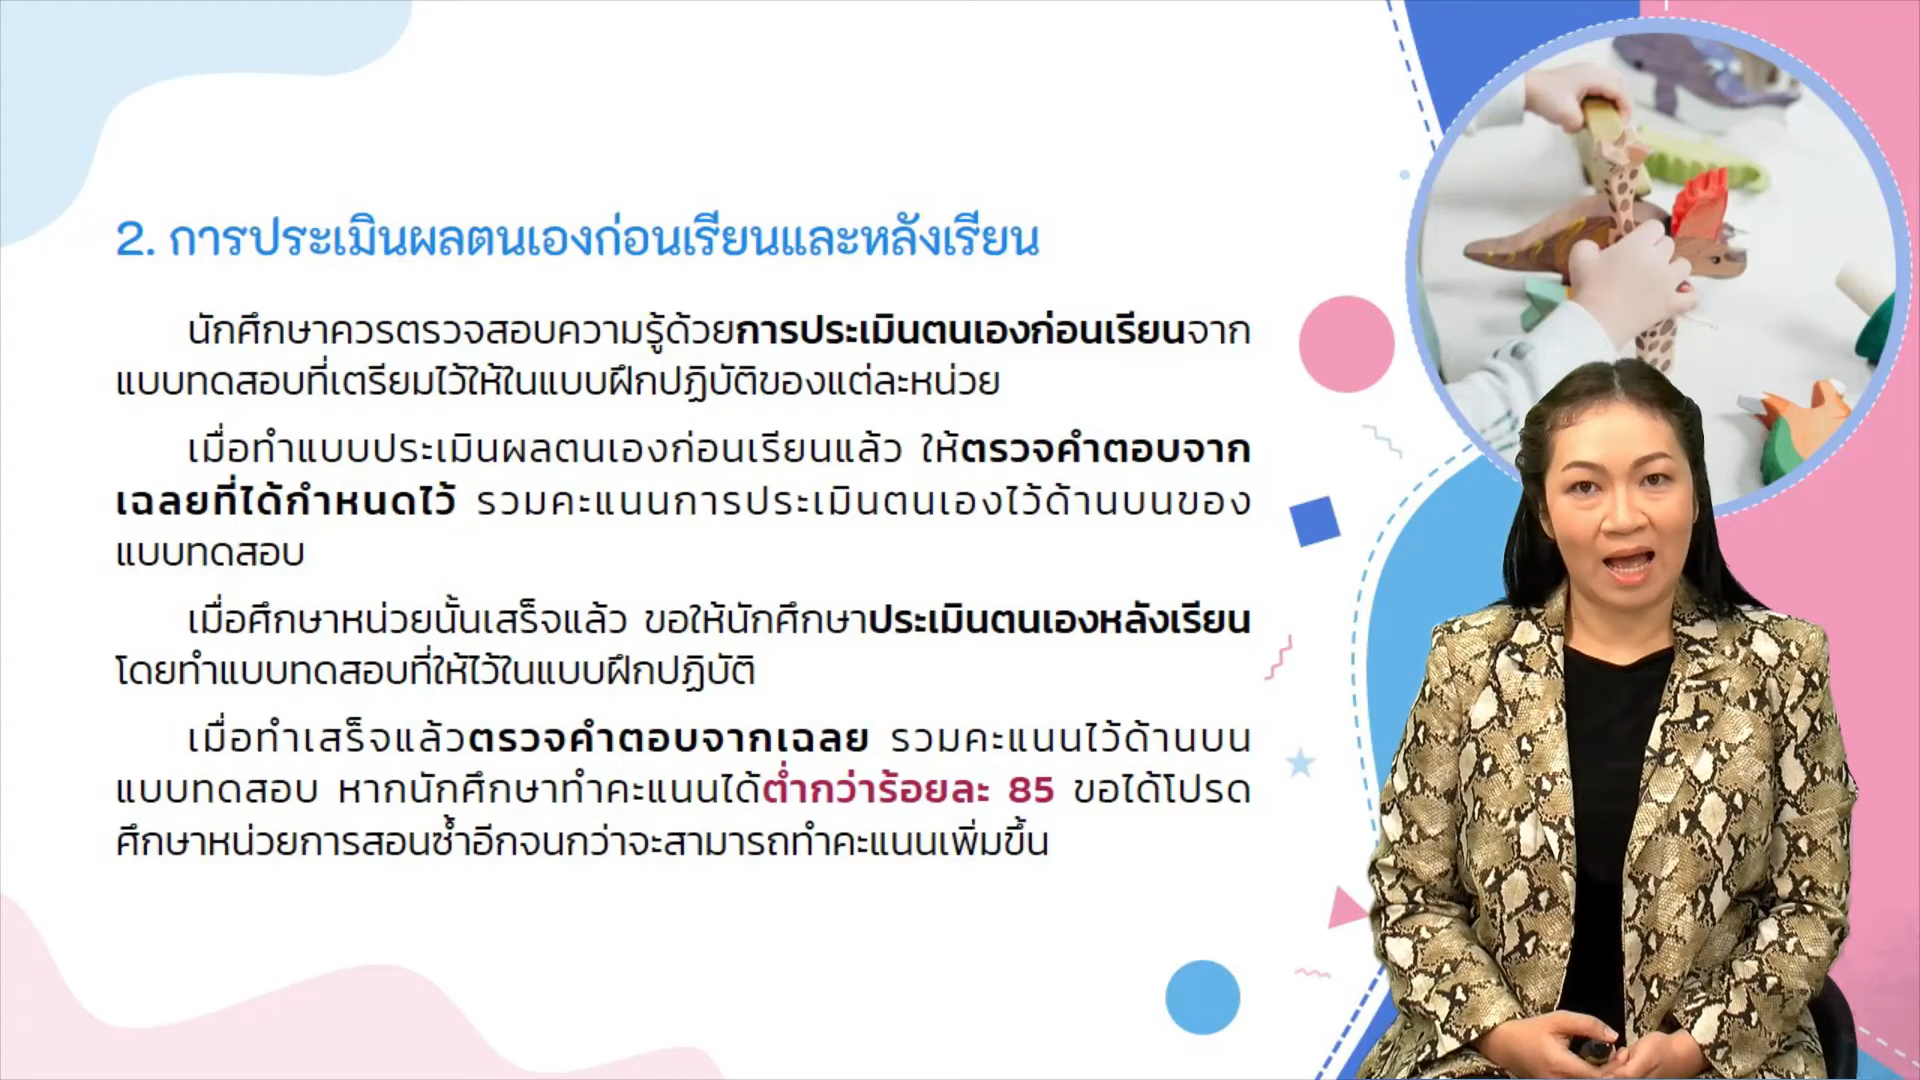 2. การประเมินผลตนเองก่อนเรียนและหลังเรียน
นักศึกษาควรตรวจสอบความรู้ด้วยการประเมินตนเองก่อนเรียนจาก
แบบทดสอบที่เตรียมไว้ให้ในแบบฝึกปฏิบัติของแต่ละหน่วย
เมื่อทำแบบประเมินผลตนเองก่อนเรียนแล้ว ให้ตรวจคำตอบจาก
เฉลยที่ได้กำหนดไว้ รวมคะแนนการประเมินตนเองไว้ด้านบนของ
แบบทดสอบ
เมื่อศึกษาหน่วยนั้นเสร็จแล้ว ขอให้นักศึกษาประเมินตนเองหลังเรียน
โดยทำแบบทดสอบที่ให้ไว้ในแบบฝึกปฏิบัติ
เมื่อทำเสร็จแล้วตรวจคำตอบจากเฉลย รวมคะแนนไว้ด้านบน
แบบทดสอบ หากนักศึกษาทำคะแนนได้ต่ำกว่าร้อยละ 85 ขอได้โปรด
ศึกษาหน่วยการสอนซ้ำอีกจนกว่าจะสามารถทำคะแนนเพิ่มขึ้น